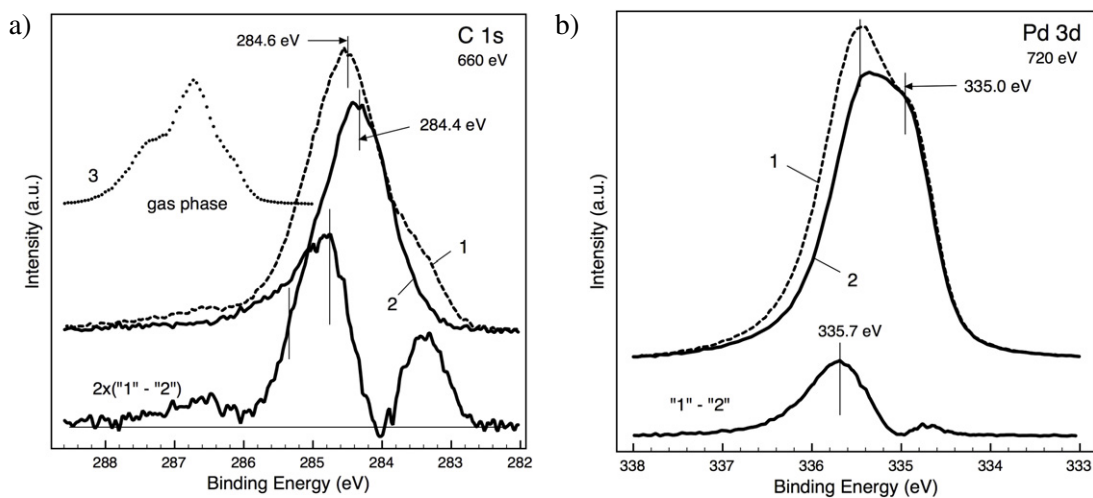 a)
C 1s
660 eV
284.6 eV
284.4 eV
3
gas phase
1
2
2x("1" - "2")
Intensity (a.u.)
288 287 286 285 284 283 282
Binding Energy (eV)
b)
Pd 3d
720 eV
335.0 eV
1
2
335.7 eV
"1" - "2"
Intensity (a.u.)
338 337 336 335 334 333
Binding Energy (eV)